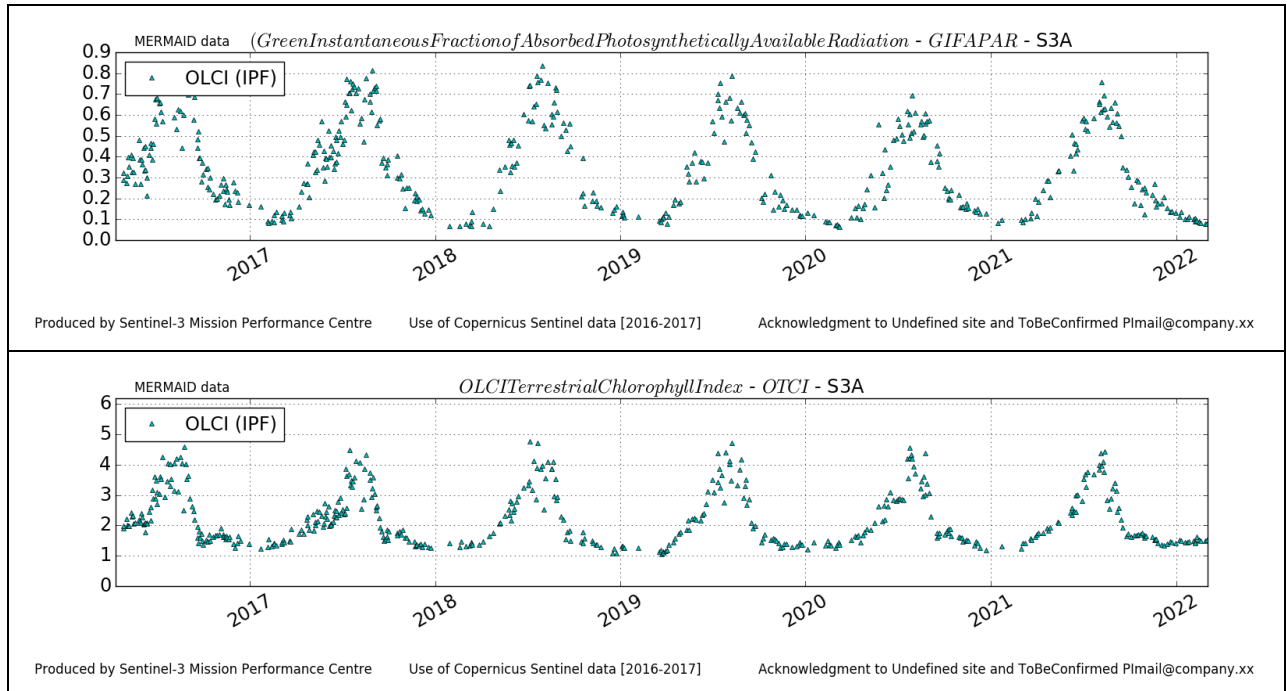 MERMAID data (GreenInstantaneousFractionofAbsorbedPhotosyntheticallyAvailableRadiation - GIFAPAR - S3A
0.9
0.8
0.7
0.6
0.5
0.4
0.3
0.2
0.1
0.0
OLCI (IPF)
2017 2018 2019 2020 2021 2022
Produced by Sentinel-3 Mission Performance Centre Use of Copernicus Sentinel data [2016-2017] Acknowledgment to Undefined site and ToBeConfirmed PImail@company.xx
MERMAID data OLCITerrestrialChlorophyllIndex - OTCI - S3A
6
5
4
3
2
1
0
OLCI (IPF)
2017 2018 2019 2020 2021 2022
Produced by Sentinel-3 Mission Performance Centre Use of Copernicus Sentinel data [2016-2017] Acknowledgment to Undefined site and ToBeConfirmed PImail@company.xx